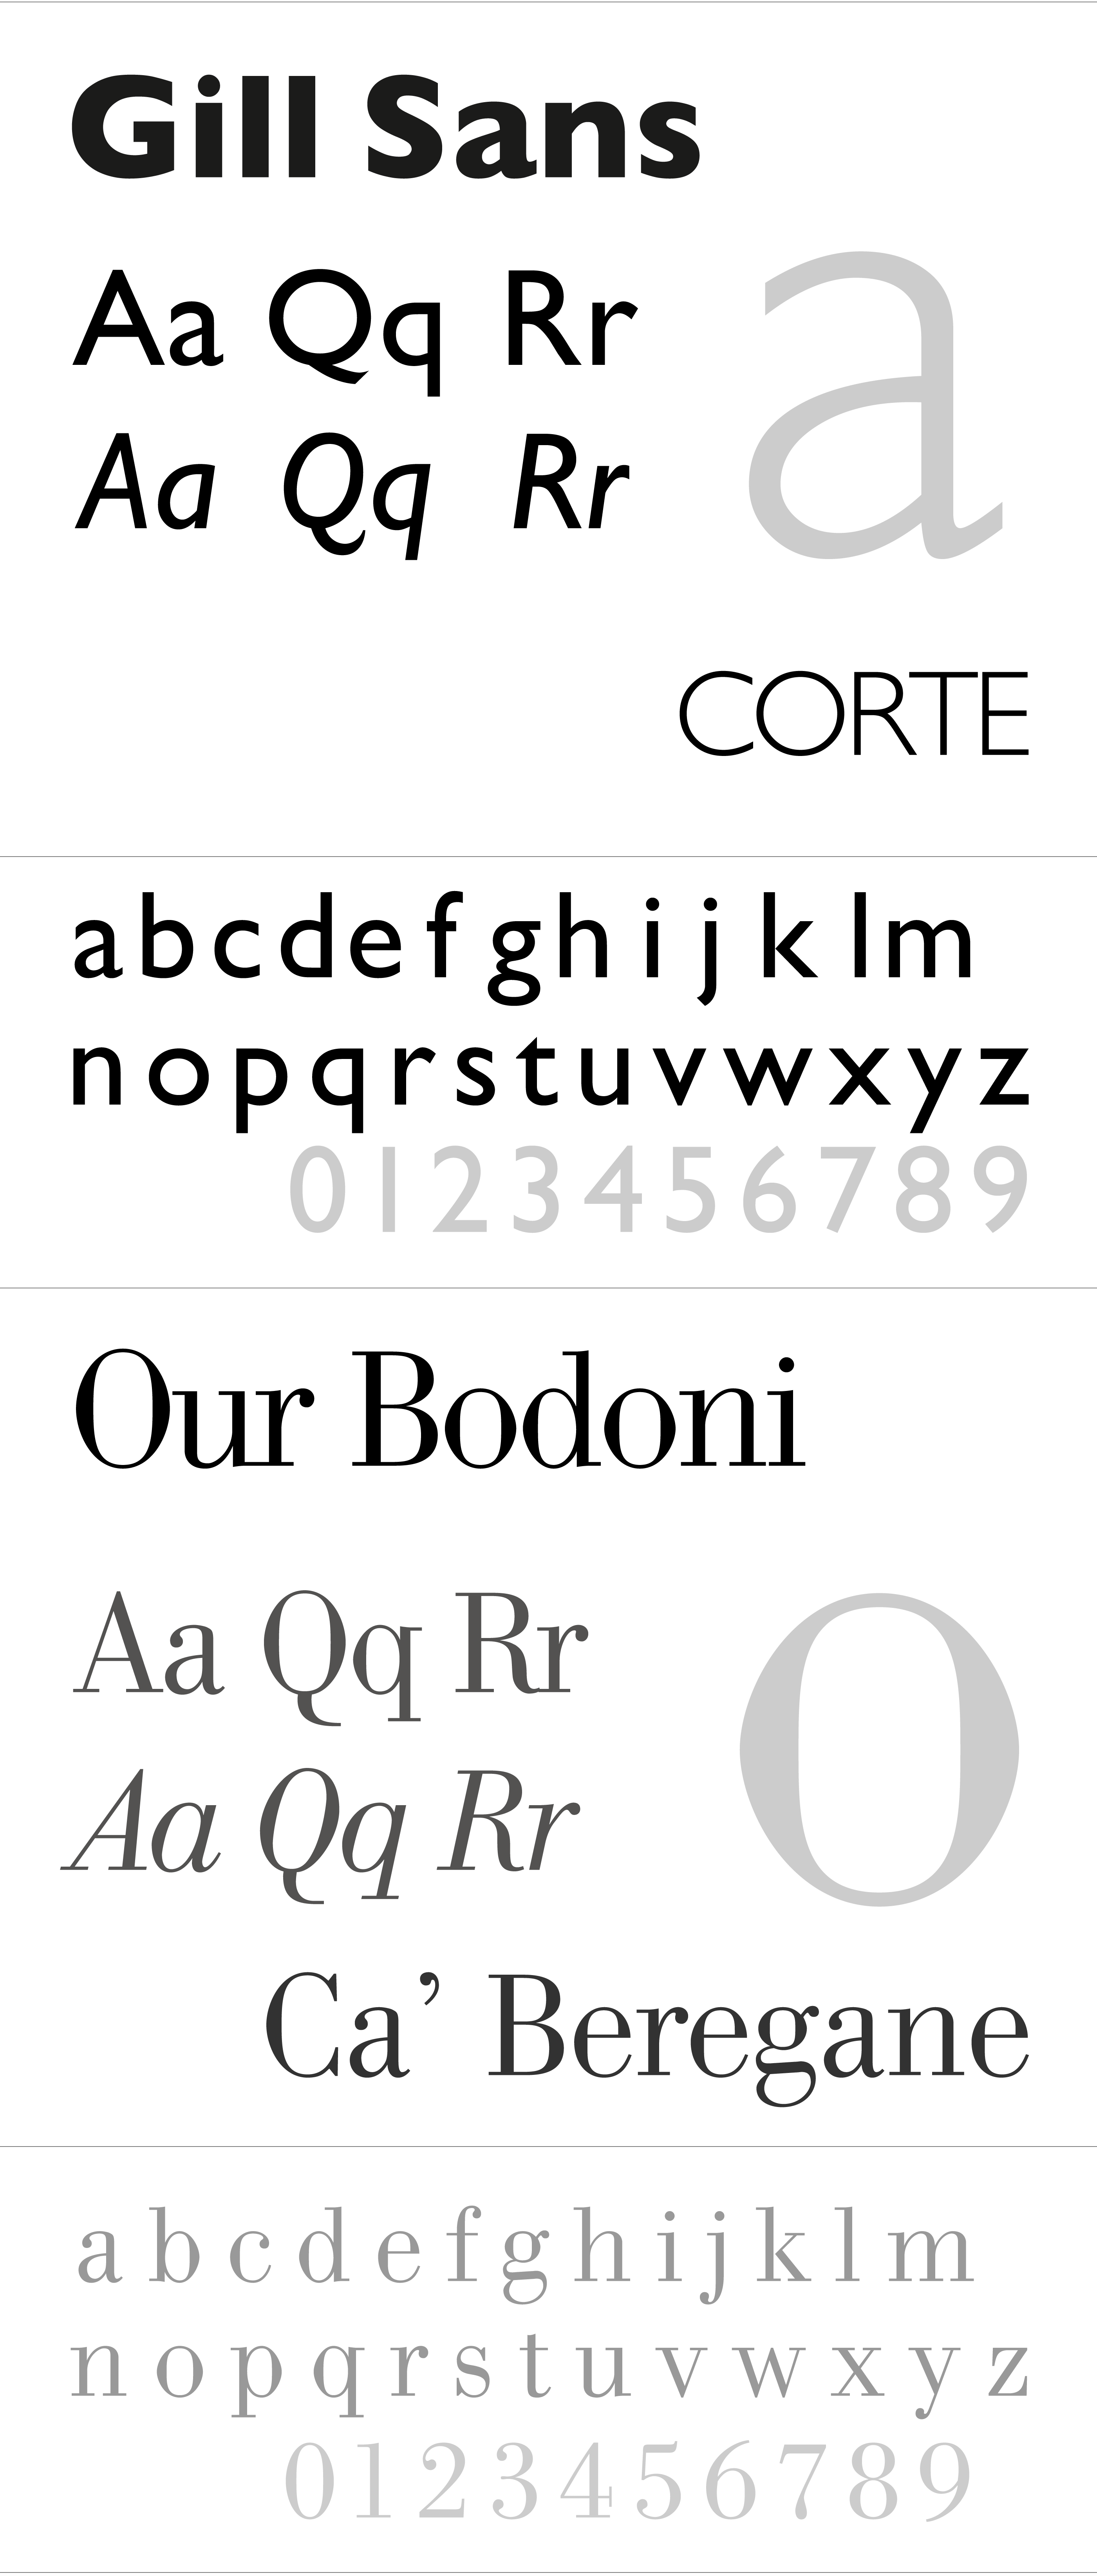 Gill Sans
Aa Qq Rr
Aa Qq Rr
a
CORTE
a b c d e f g h i j k l m
n o p q r s t u v w x y z
0 1 2 3 4 5 6 7 8 9
Our Bodoni
Aa Qq Rr
Aa Qq Rr
O
Ca’ Beregane
a b c d e f g h i j k l m
n o p q r s t u v w x y z
0 1 2 3 4 5 6 7 8 9